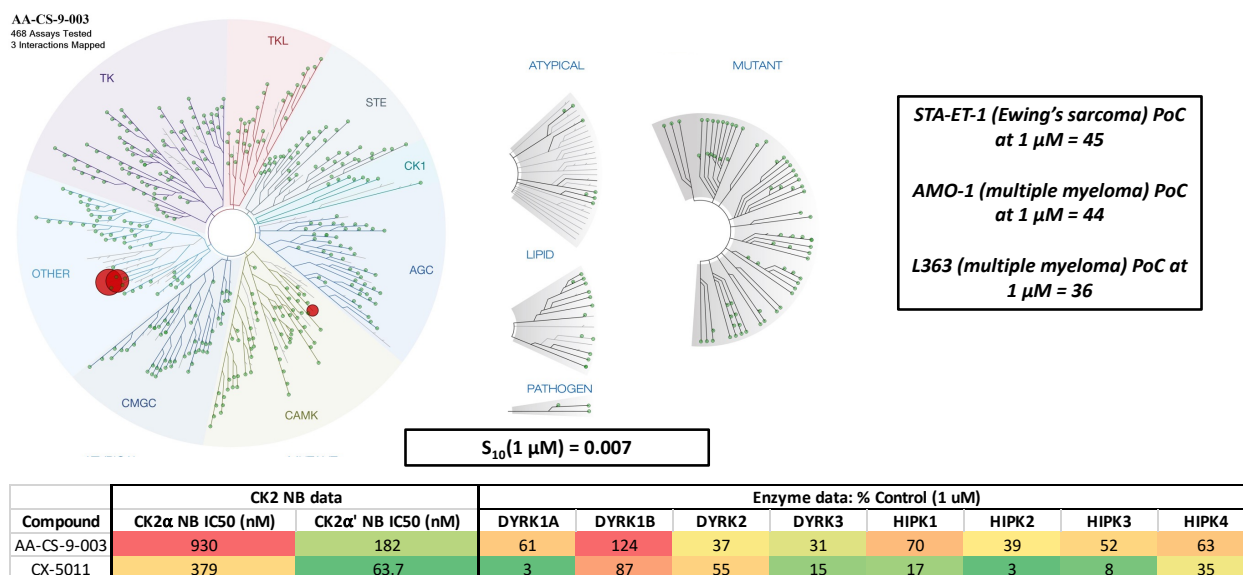 AA-CS-9-003
468 Assays Tested
3 Interactions Mapped
TKL
TK
STE
CK1
AGC
OTHER
CMGC
CAMK
ATYPICAL
MUTANT
LIPID
PATHOGEN
STA-ET-1 (Ewing's sarcoma) PoC
at 1 µM = 45
AMO-1 (multiple myeloma) PoC
at 1 µM = 44
L363 (multiple myeloma) PoC at
1 µM = 36
S10(1 µM) = 0.007
CK2 NB data Enzyme data: % Control (1 uM)
Compound CK2α NB IC50 (nM) CK2α' NB IC50 (nM) DYRK1A DYRK1B DYRK2 DYRK3 HIPK1 HIPK2 HIPK3 HIPK4
AA-CS-9-003 930 182 61 124 37 31 70 39 52 63
CX-5011 379 63.7 3 87 55 15 17 3 8 35